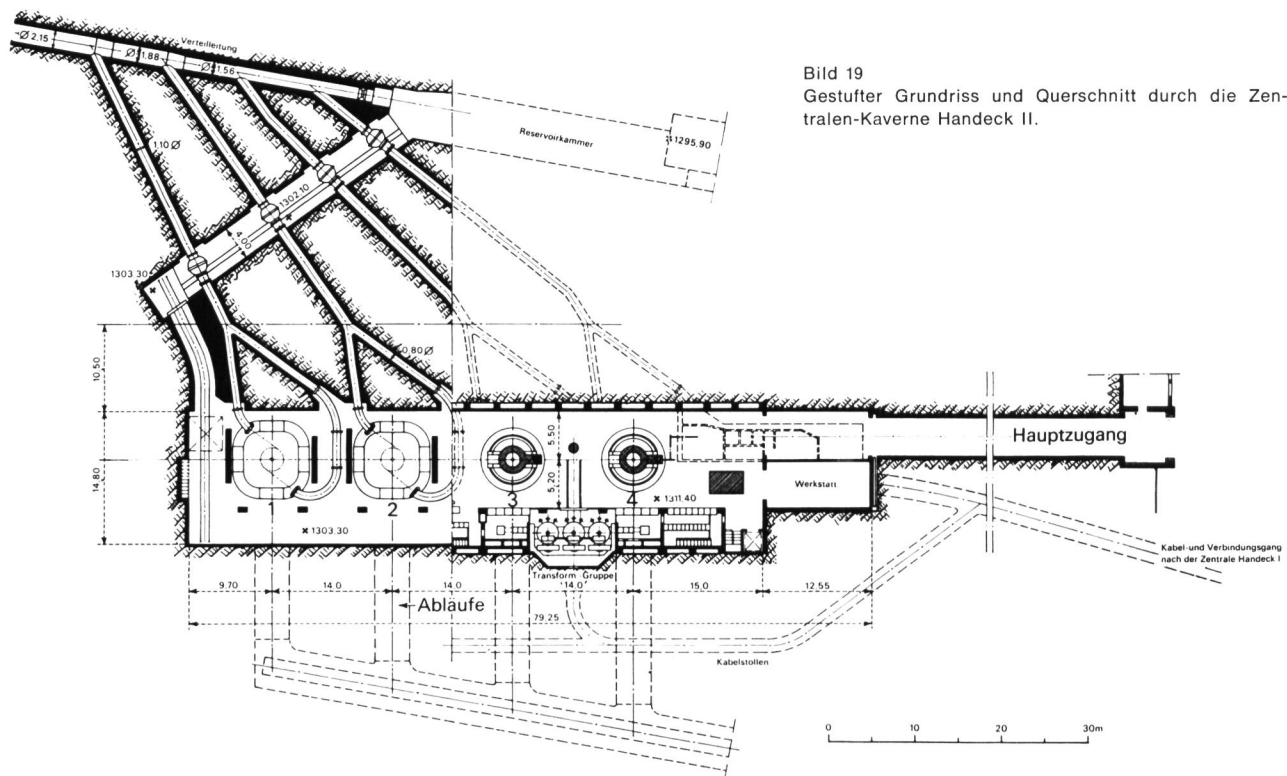 Bild 19
Gestufter Grundriss und Querschnitt durch die Zen-
tralen-Kaverne Handeck II.
Ø 2,15
Verteilleitung
Ø1,88
Ø1,56
Reservoirkammer
1295,90
1,10 Ø
1302,10
4,00
1303,30
0,80 Ø
10,50
14,80
5,50
5,20
Hauptzugang
Werkstatt
1
2
3
4
1311,40
1303,30
Transform Gruppe
Kabel- und Verbindungsgang
nach der Zentrale Handeck I
9,70
14,0
14,0
14,0
15,0
12,55
Abläufe
79,25
Kabelstollen
0
10
20
30m